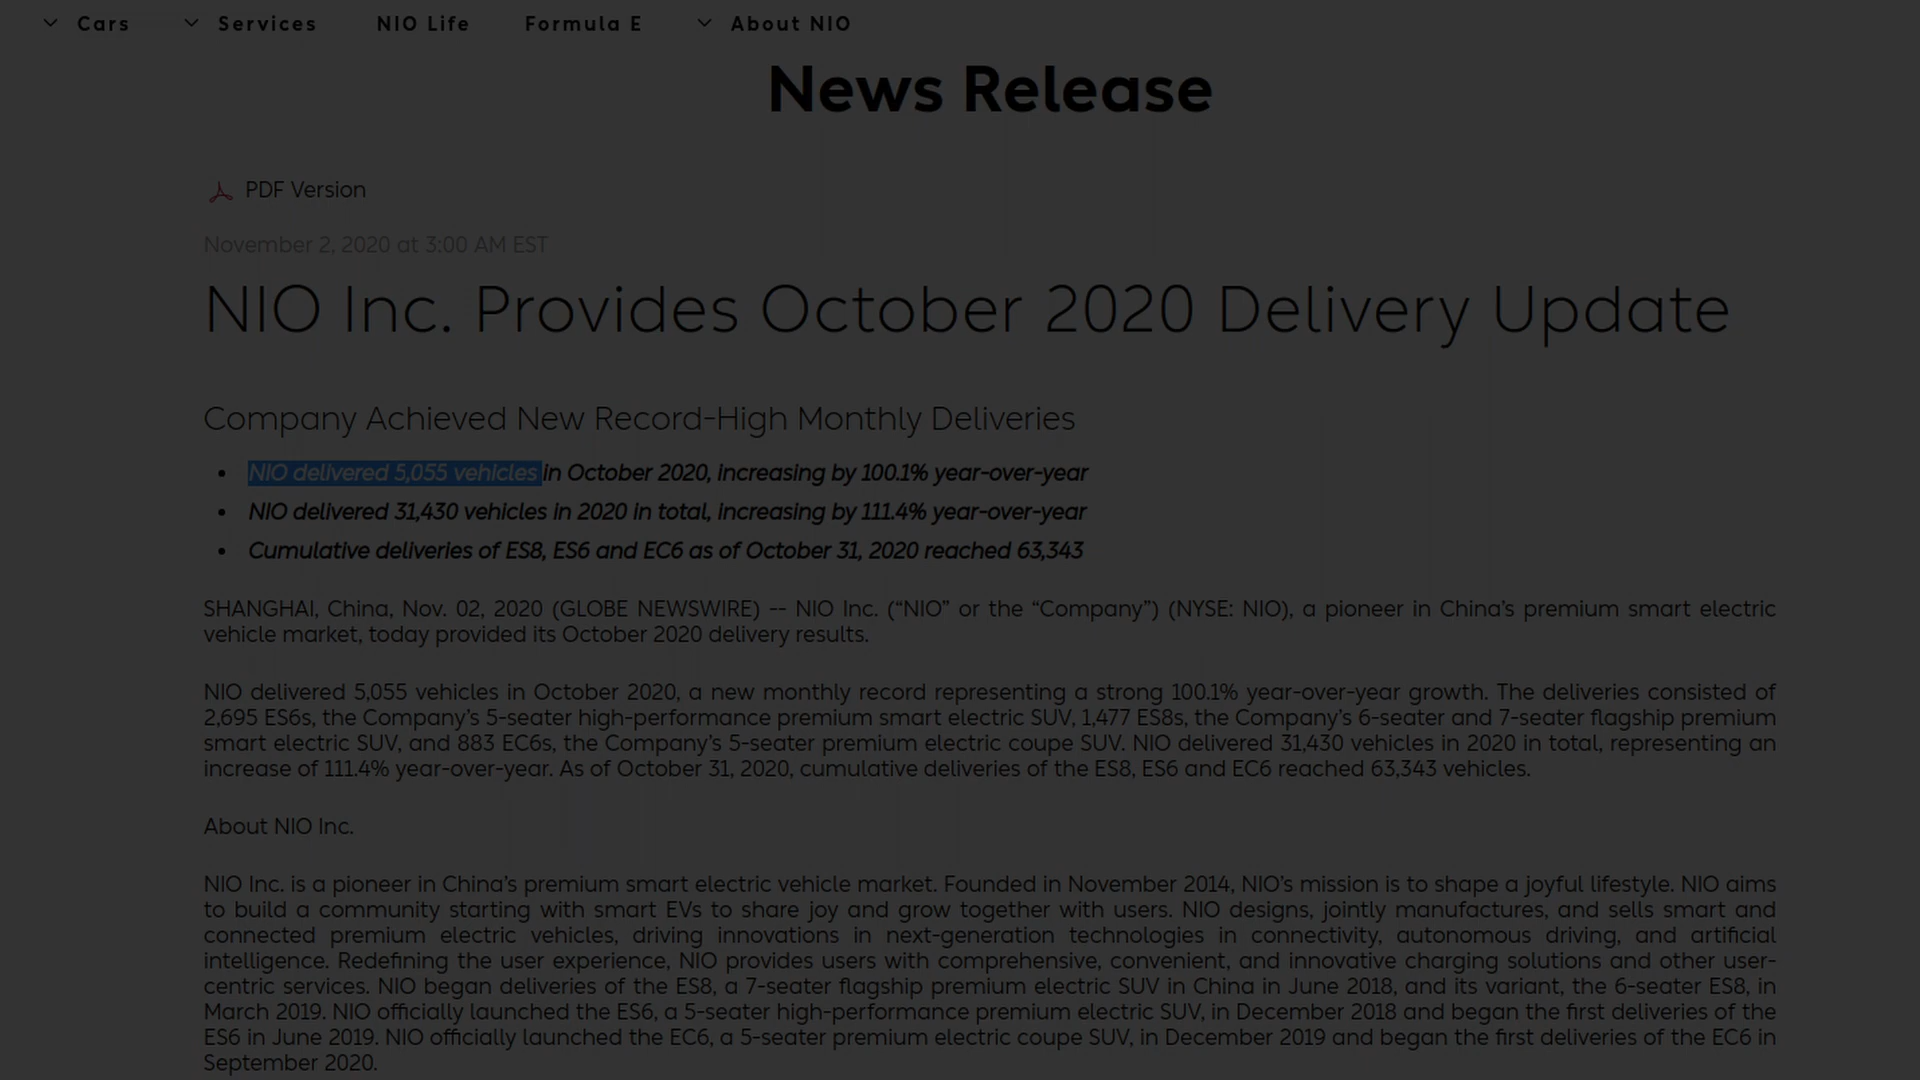 Cars Services NIO Life Formula E About NIO
News Release
PDF Version
November 2, 2020 at 3:00 AM EST
NIO Inc. Provides October 2020 Delivery Update
Company Achieved New Record-High Monthly Deliveries
• NIO delivered 5,055 vehicles in October 2020, increasing by 100.1% year-over-year
• NIO delivered 31,430 vehicles in 2020 in total, increasing by 111.4% year-over-year
• Cumulative deliveries of ES8, ES6 and EC6 as of October 31, 2020 reached 63,343
SHANGHAI, China, Nov. 02, 2020 (GLOBE NEWSWIRE) -- NIO Inc. (“NIO” or the “Company”) (NYSE: NIO), a pioneer in China’s premium smart electric
vehicle market, today provided its October 2020 delivery results.
NIO delivered 5,055 vehicles in October 2020, a new monthly record representing a strong 100.1% year-over-year growth. The deliveries consisted of
2,695 ES6s, the Company’s 5-seater high-performance premium smart electric SUV, 1,477 ES8s, the Company’s 6-seater and 7-seater flagship premium
smart electric SUV, and 883 EC6s, the Company’s 5-seater premium electric coupe SUV. NIO delivered 31,430 vehicles in 2020 in total, representing an
increase of 111.4% year-over-year. As of October 31, 2020, cumulative deliveries of the ES8, ES6 and EC6 reached 63,343 vehicles.
About NIO Inc.
NIO Inc. is a pioneer in China’s premium smart electric vehicle market. Founded in November 2014, NIO’s mission is to shape a joyful lifestyle. NIO aims
to build a community starting with smart EVs to share joy and grow together with users. NIO designs, jointly manufactures, and sells smart and
connected premium electric vehicles, driving innovations in next-generation technologies in connectivity, autonomous driving, and artificial
intelligence. Redefining the user experience, NIO provides users with comprehensive, convenient, and innovative charging solutions and other user-
centric services. NIO began deliveries of the ES8, a 7-seater flagship premium electric SUV in China in June 2018, and its variant, the 6-seater ES8, in
March 2019. NIO officially launched the ES6, a 5-seater high-performance premium electric SUV, in December 2018 and began the first deliveries of the
ES6 in June 2019. NIO officially launched the EC6, a 5-seater premium electric coupe SUV, in December 2019 and began the first deliveries of the EC6 in
September 2020.